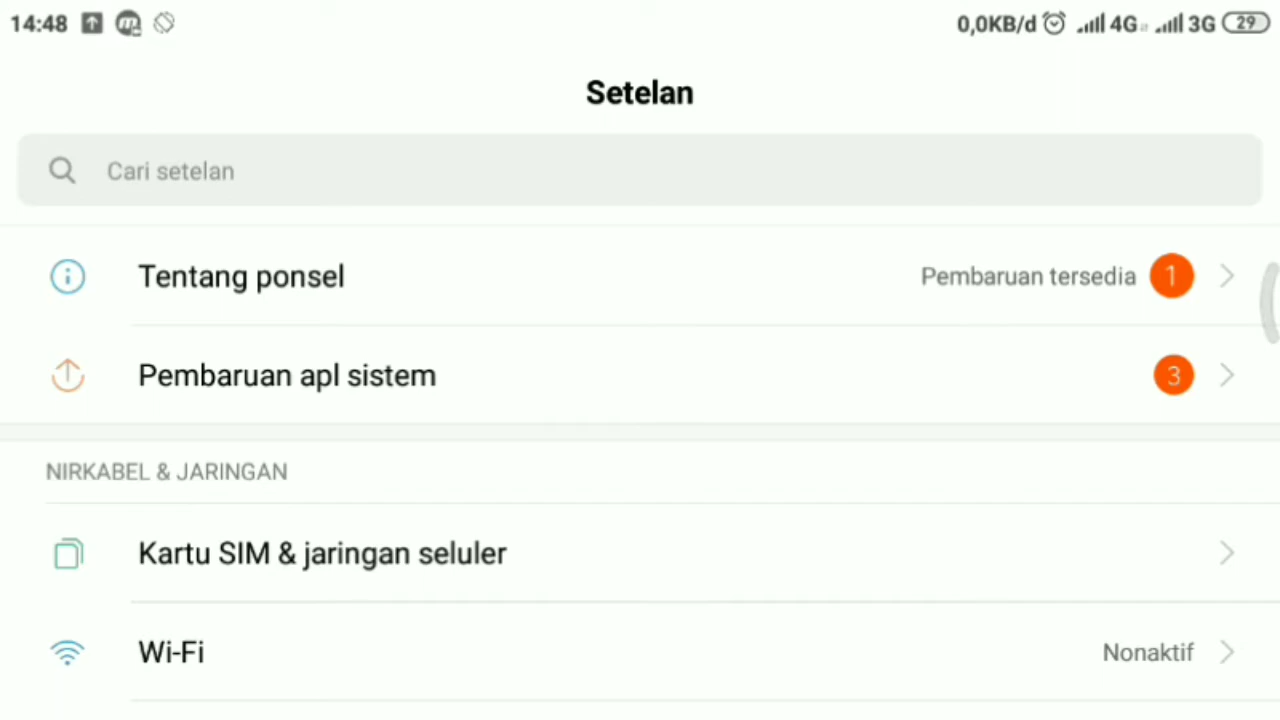 14:48 0,0KB/d 4G 3G 29
Setelan
Cari setelan
Tentang ponsel Pembaruan tersedia 1
Pembaruan apl sistem 3
NIRKABEL & JARINGAN
Kartu SIM & jaringan seluler
Wi-Fi Nonaktif